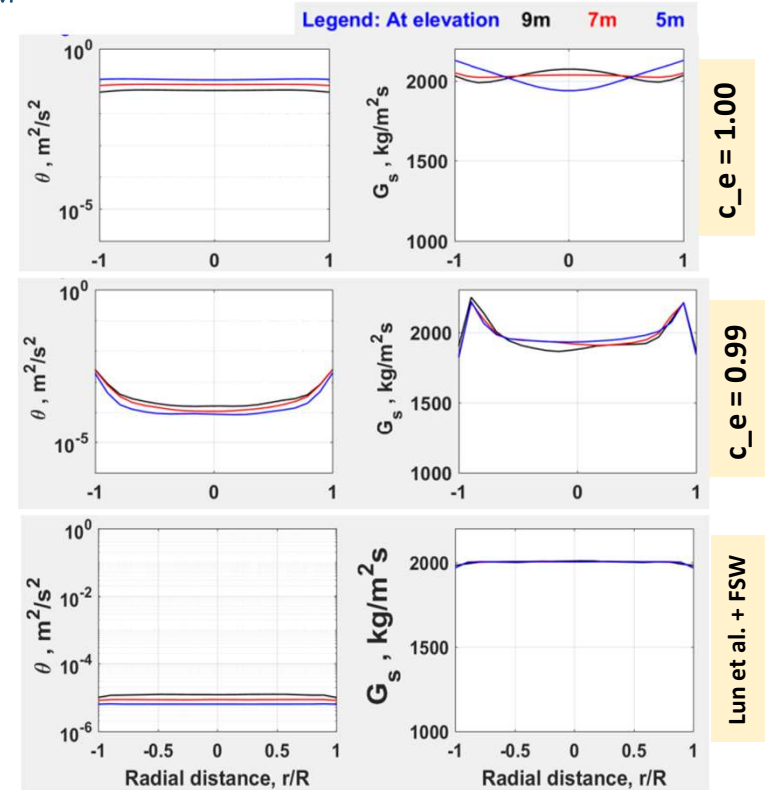 Legend: At elevation 9m 7m 5m
10^0
10^-5
θ , m^2/s^2
-1 0 1
2000
1500
1000
G_s , kg/m^2s
-1 0 1
c_e = 1.00
10^0
10^-5
θ , m^2/s^2
-1 0 1
2000
1500
1000
G_s , kg/m^2s
-1 0 1
c_e = 0.99
10^0
10^-2
10^-4
10^-6
θ , m^2/s^2
-1 -0.5 0 0.5 1
Radial distance, r/R
2000
1500
1000
G_s , kg/m^2s
-1 -0.5 0 0.5 1
Radial distance, r/R
Lun et al. + FSW